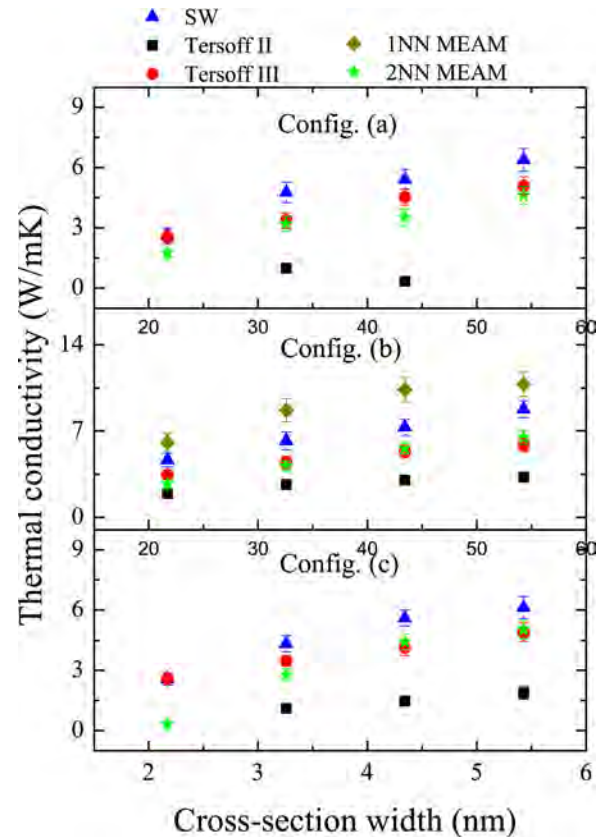 SW
Tersoff II
1NN MEAM
Tersoff III
2NN MEAM
Thermal conductivity (W/mK)
9
Config. (a)
6
3
0
20
30
40
50
60
14
Config. (b)
7
0
20
30
40
50
60
9
Config. (c)
6
3
0
2
3
4
5
6
Cross-section width (nm)